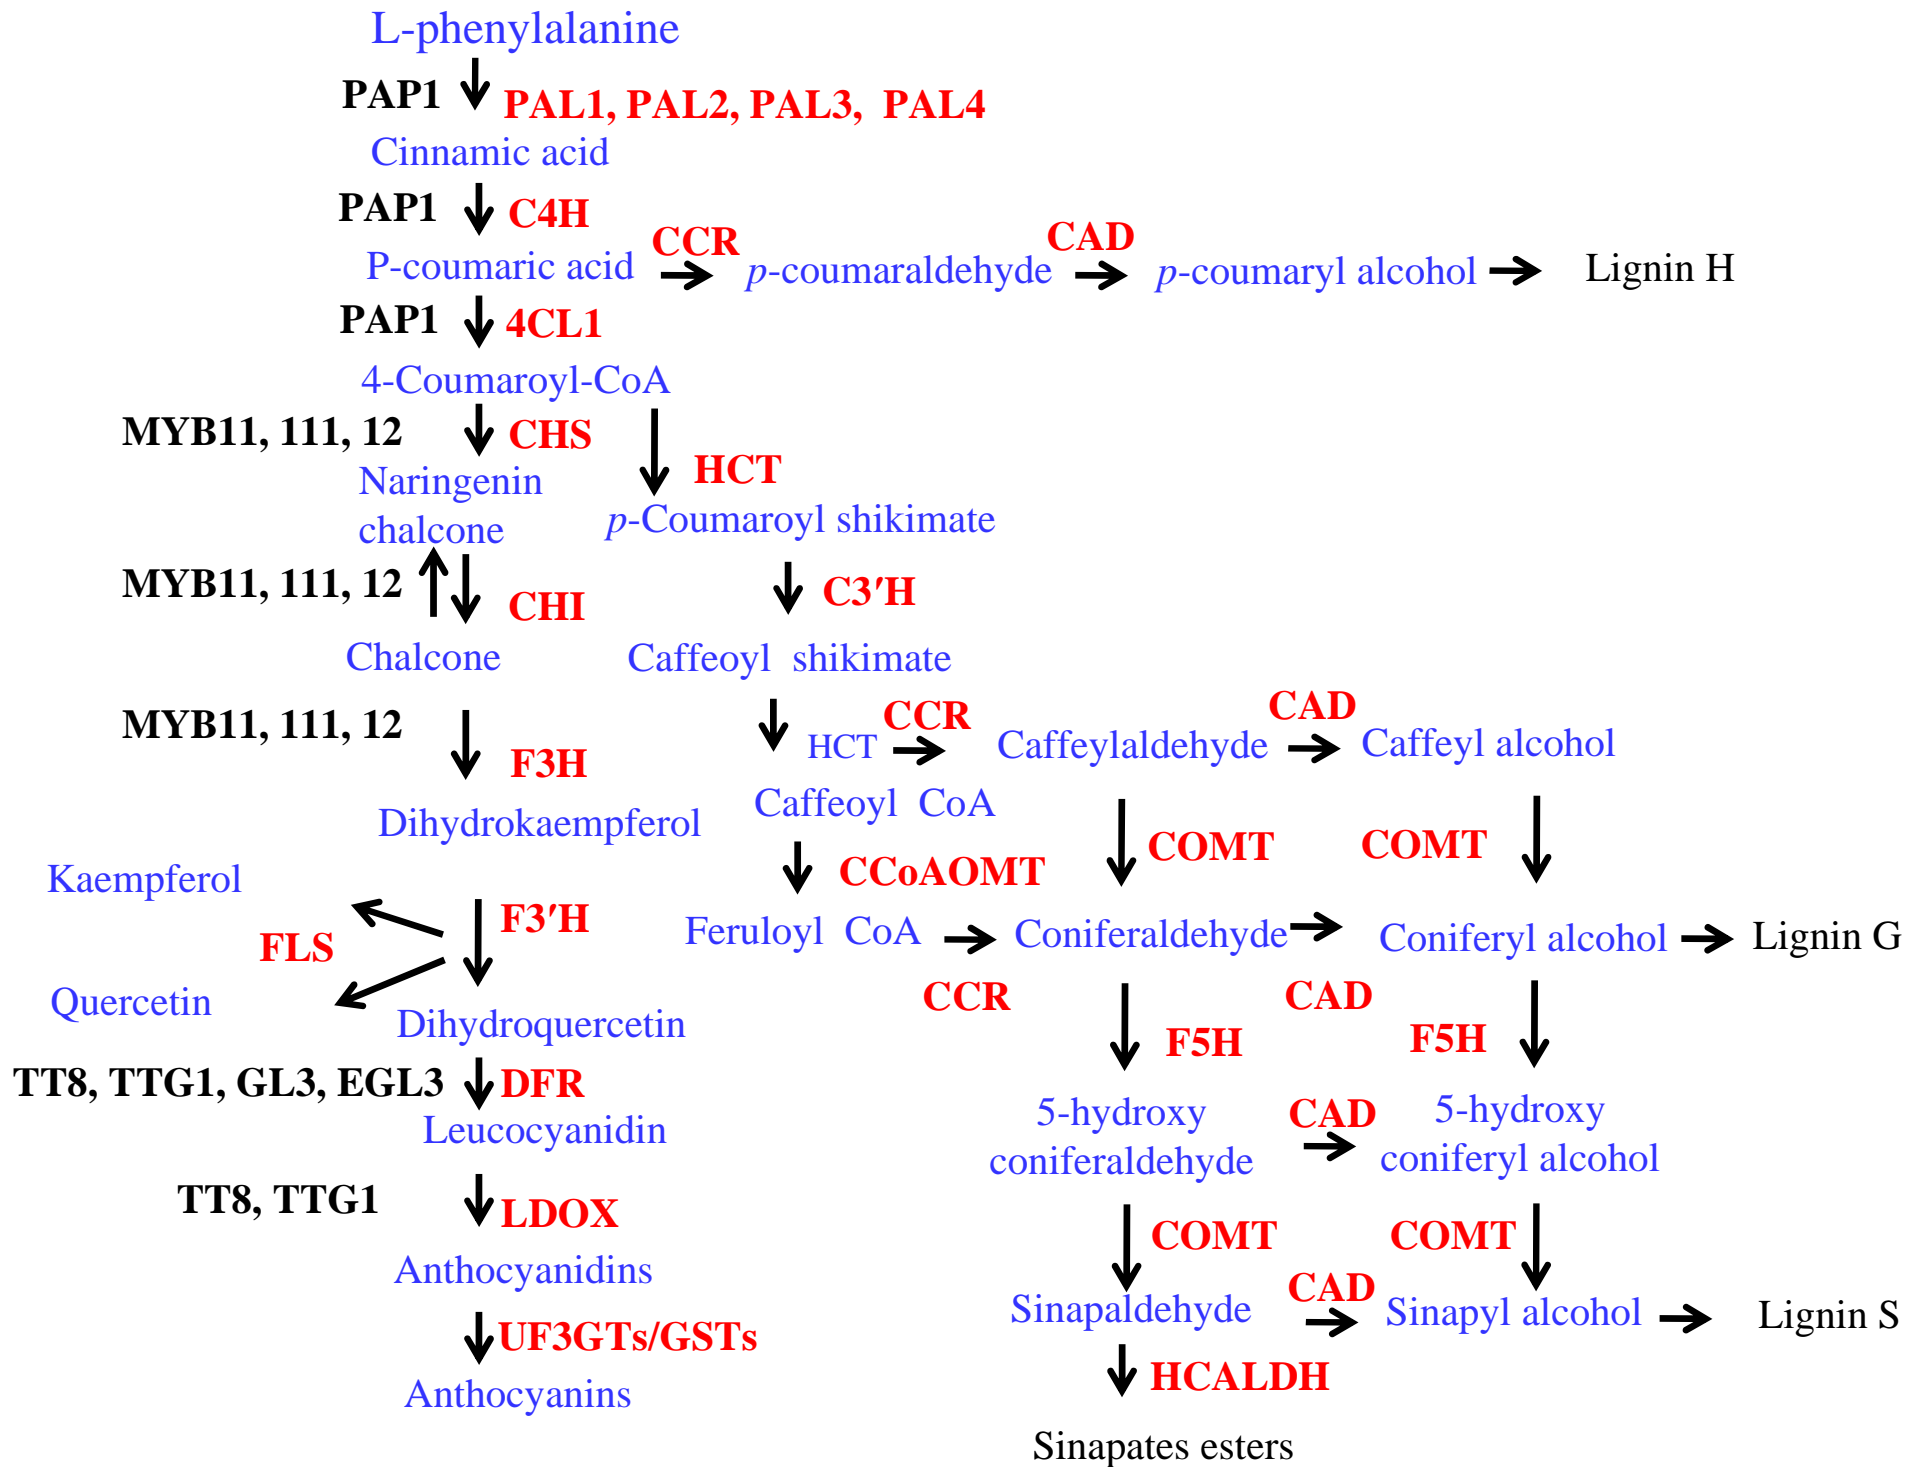 L-phenylalanine
PAP1
PAL1, PAL2, PAL3, PAL4
Cinnamic acid
PAP1
C4H
CCR
CAD
P-coumaric acid
p-coumaraldehyde
p-coumaryl alcohol
Lignin H
PAP1
4CL1
4-Coumaroyl-CoA
MYB11, 111, 12
CHS
HCT
Naringenin
chalcone
p-Coumaroyl shikimate
MYB11, 111, 12
CHI
C3′H
Chalcone
Caffeoyl shikimate
MYB11, 111, 12
F3H
HCT
CCR
Caffeylaldehyde
CAD
Caffeyl alcohol
Dihydrokaempferol
Caffeoyl CoA
COMT
COMT
Kaempferol
CCoAOMT
FLS
F3′H
Feruloyl CoA
Coniferaldehyde
Coniferyl alcohol
Lignin G
Quercetin
CCR
CAD
Dihydroquercetin
F5H
F5H
TT8, TTG1, GL3, EGL3
DFR
Leucocyanidin
5-hydroxy
coniferaldehyde
CAD
5-hydroxy
coniferyl alcohol
TT8, TTG1
LDOX
COMT
COMT
Anthocyanidins
Sinapaldehyde
CAD
Sinapyl alcohol
Lignin S
UF3GTs/GSTs
HCALDH
Anthocyanins
Sinapates esters